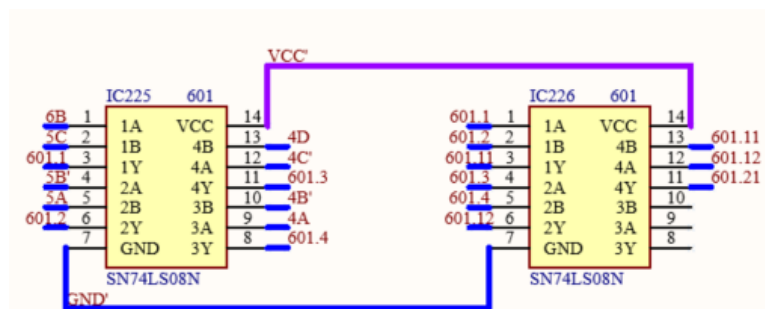 VCC'
IC225 601
6B 1 1A VCC 14
5C 2 1B 4B 13 4D
601.1 3 1Y 4A 12 4C'
5B' 4 2A 4Y 11 601.3
5A 5 2B 3B 10 4B'
601.2 6 2Y 3A 9 4A
7 GND 3Y 8 601.4
SN74LS08N
GND'
IC226 601
601.1 1 1A VCC 14
601.2 2 1B 4B 13 601.11
601.11 3 1Y 4A 12 601.12
601.3 4 2A 4Y 11 601.21
601.4 5 2B 3B 10
601.12 6 2Y 3A 9
7 GND 3Y 8
SN74LS08N